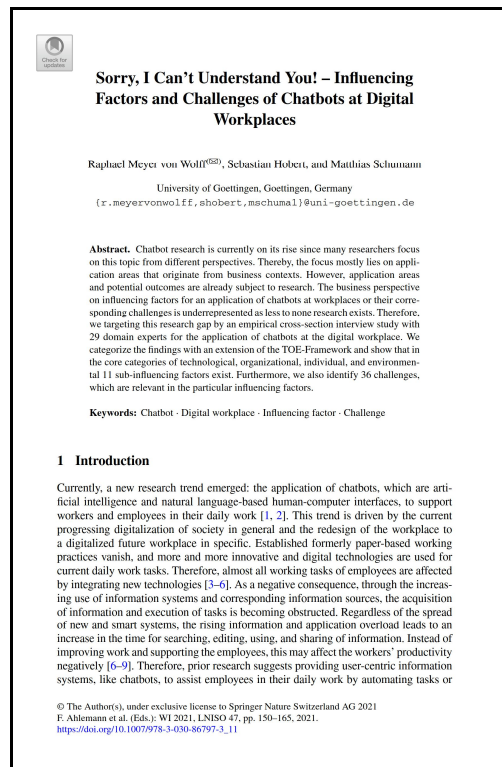 Check for
updates
Sorry, I Can't Understand You! – Influencing
Factors and Challenges of Chatbots at Digital
Workplaces
Raphael Meyer von Wolff(✉), Sebastian Hobert, and Matthias Schumann
University of Goettingen, Goettingen, Germany
{r.meyervonwolff,shobert,mschuma1}@uni-goettingen.de
Abstract. Chatbot research is currently on its rise since many researchers focus
on this topic from different perspectives. Thereby, the focus mostly lies on appli-
cation areas that originate from business contexts. However, application areas
and potential outcomes are already subject to research. The business perspective
on influencing factors for an application of chatbots at workplaces or their corre-
sponding challenges is underrepresented as less to none research exists. Therefore,
we targeting this research gap by an empirical cross-section interview study with
29 domain experts for the application of chatbots at the digital workplace. We
categorize the findings with an extension of the TOE-Framework and show that in
the core categories of technological, organizational, individual, and environmen-
tal 11 sub-influencing factors exist. Furthermore, we also identify 36 challenges,
which are relevant in the particular influencing factors.
Keywords: Chatbot · Digital workplace · Influencing factor · Challenge
1 Introduction
Currently, a new research trend emerged: the application of chatbots, which are arti-
ficial intelligence and natural language-based human-computer interfaces, to support
workers and employees in their daily work [1, 2]. This trend is driven by the current
progressing digitalization of society in general and the redesign of the workplace to
a digitalized future workplace in specific. Established formerly paper-based working
practices vanish, and more and more innovative and digital technologies are used for
current daily work tasks. Therefore, almost all working tasks of employees are affected
by integrating new technologies [3–6]. As a negative consequence, through the increas-
ing use of information systems and corresponding information sources, the acquisition
of information and execution of tasks is becoming obstructed. Regardless of the spread
of new and smart systems, the rising information and application overload leads to an
increase in the time for searching, editing, using, and sharing of information. Instead of
improving work and supporting the employees, this may affect the workers' productivity
negatively [6–9]. Therefore, prior research suggests providing user-centric information
systems, like chatbots, to assist employees in their daily work by automating tasks or
© The Author(s), under exclusive license to Springer Nature Switzerland AG 2021
F. Ahlemann et al. (Eds.): WI 2021, LNISO 47, pp. 150–165, 2021.
https://doi.org/10.1007/978-3-030-86797-3_11